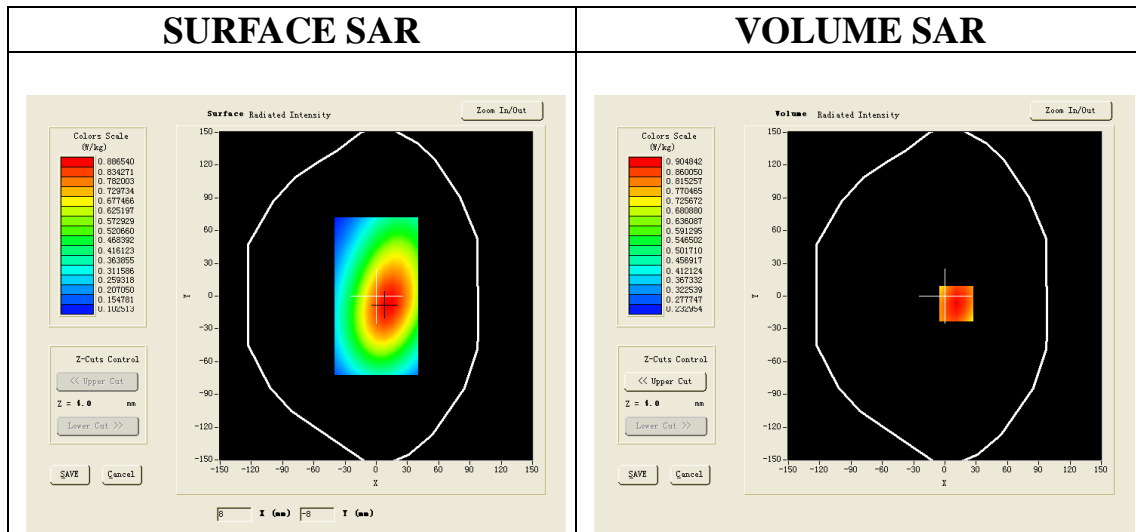 SURFACE SAR
VOLUME SAR
Surface Radiated Intensity
Zoom In/Out
Colors Scale
(W/kg)
0.886540
0.834271
0.782003
0.729734
0.677466
0.625197
0.572929
0.520660
0.468392
0.416123
0.363855
0.311586
0.259318
0.207050
0.154781
0.102513
150
120
90
60
30
0
-30
-60
-90
-120
-150
Y
-150 -120 -90 -60 -30 0 30 60 90 120 150
X
Z-Cuts Control
<< Upper Cut
Z = 4.0 mm
Lower Cut >>
SAVE Cancel
8 X (mm) -8 Y (mm)
Volume Radiated Intensity
Zoom In/Out
Colors Scale
(W/kg)
0.904842
0.860050
0.815257
0.770465
0.725672
0.680880
0.636087
0.591295
0.546502
0.501710
0.456917
0.412124
0.367332
0.322539
0.277747
0.232954
150
120
90
60
30
0
-30
-60
-90
-120
-150
Y
-150 -120 -90 -60 -30 0 30 60 90 120 150
X
Z-Cuts Control
<< Upper Cut
Z = 4.0 mm
Lower Cut >>
SAVE Cancel